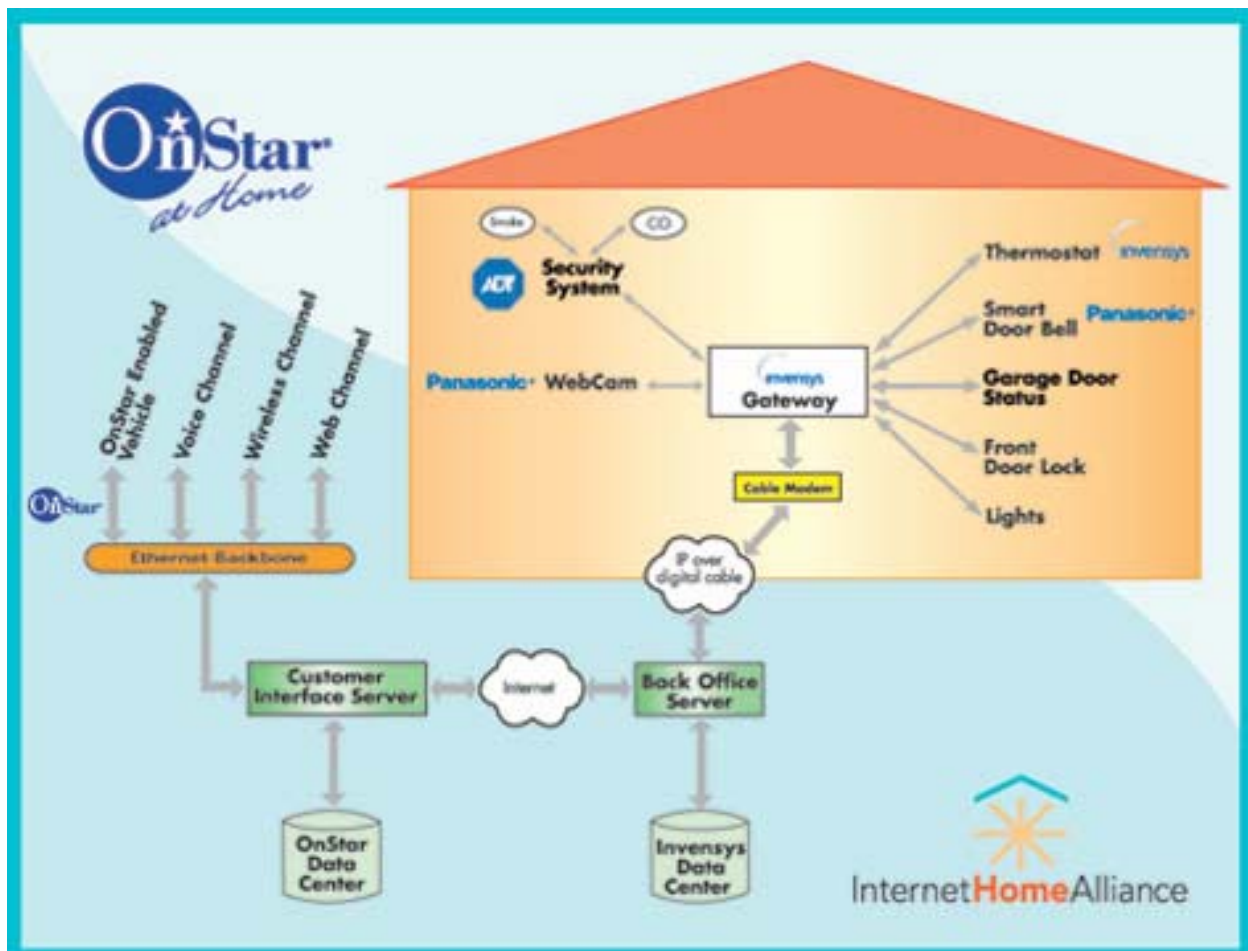 OnStar
at Home
Smoke
CO
ADT
Security
System
Thermostat invensys
Smart
Door Bell Panasonic
Panasonic WebCam
invensys
Gateway
Garage Door
Status
Front
Door Lock
Lights
Cable Modem
IP over
digital cable
OnStar Enabled
Vehicle
Voice Channel
Wireless Channel
Web Channel
OnStar
Ethernet Backbone
Customer
Interface Server
Internet
Back Office
Server
OnStar
Data
Center
Invensys
Data
Center
InternetHomeAlliance